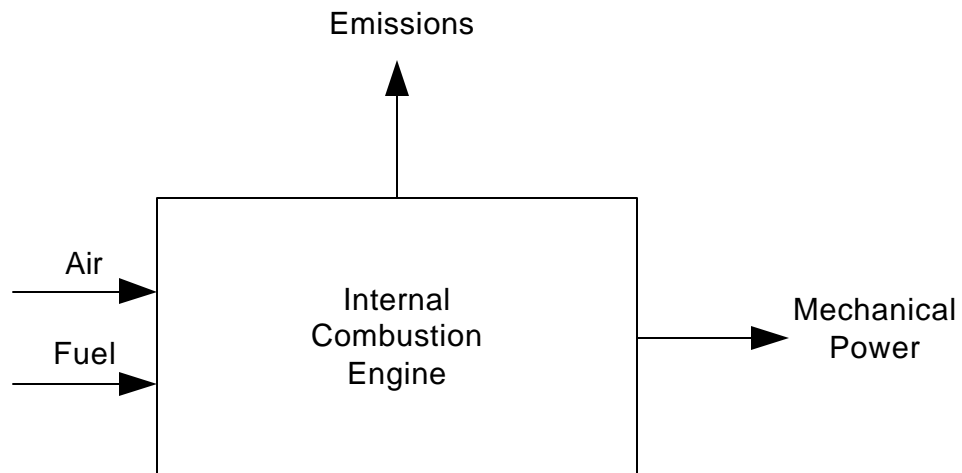 Emissions
Air
Fuel
Internal
Combustion
Engine
Mechanical
Power